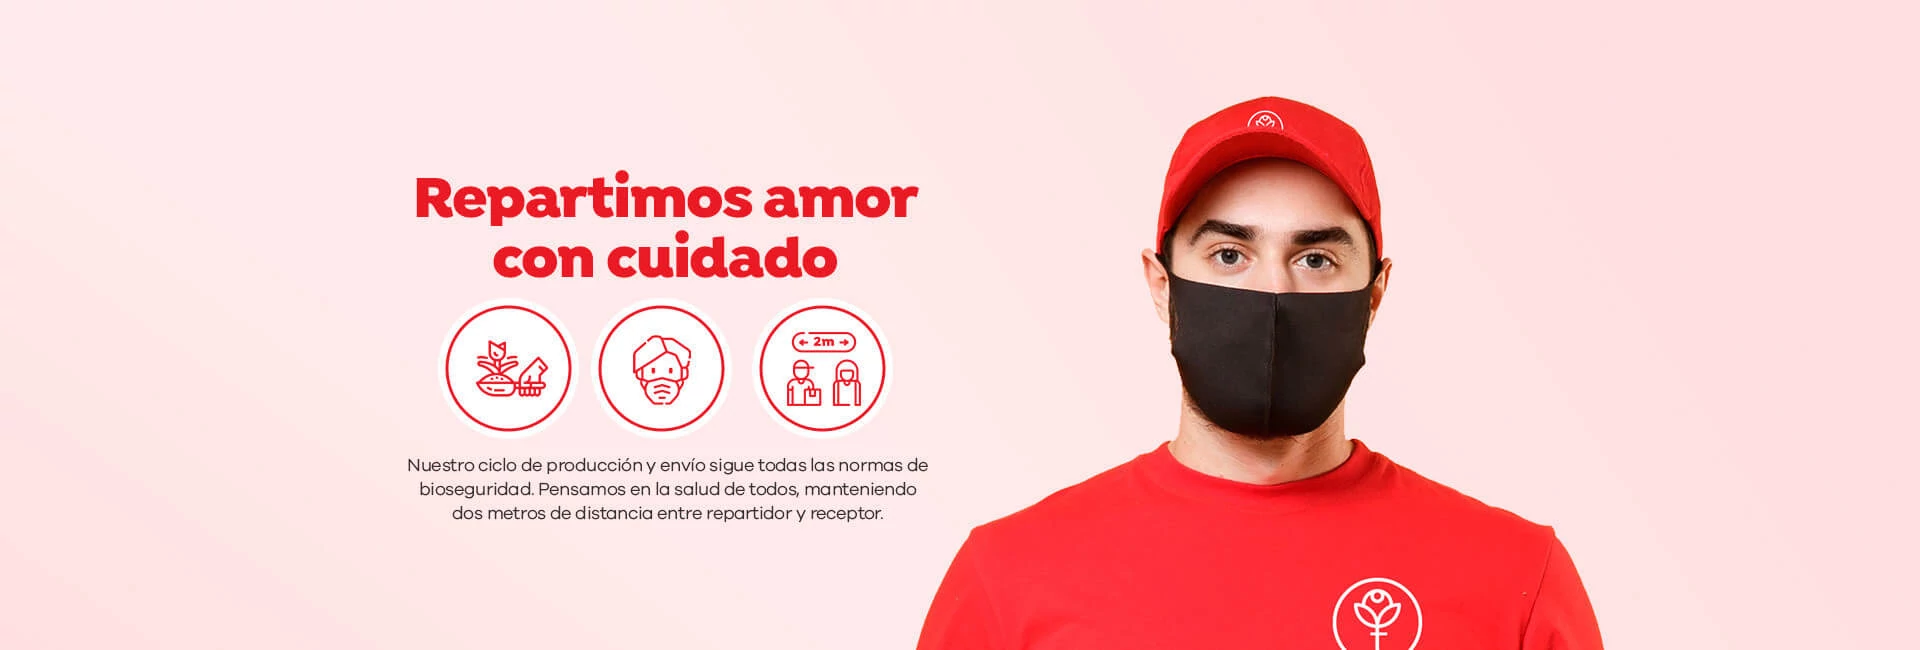 Repartimos amor
con cuidado
2m
Nuestro ciclo de producción y envío sigue todas las normas de
bioseguridad. Pensamos en la salud de todos, manteniendo
dos metros de distancia entre repartidor y receptor.